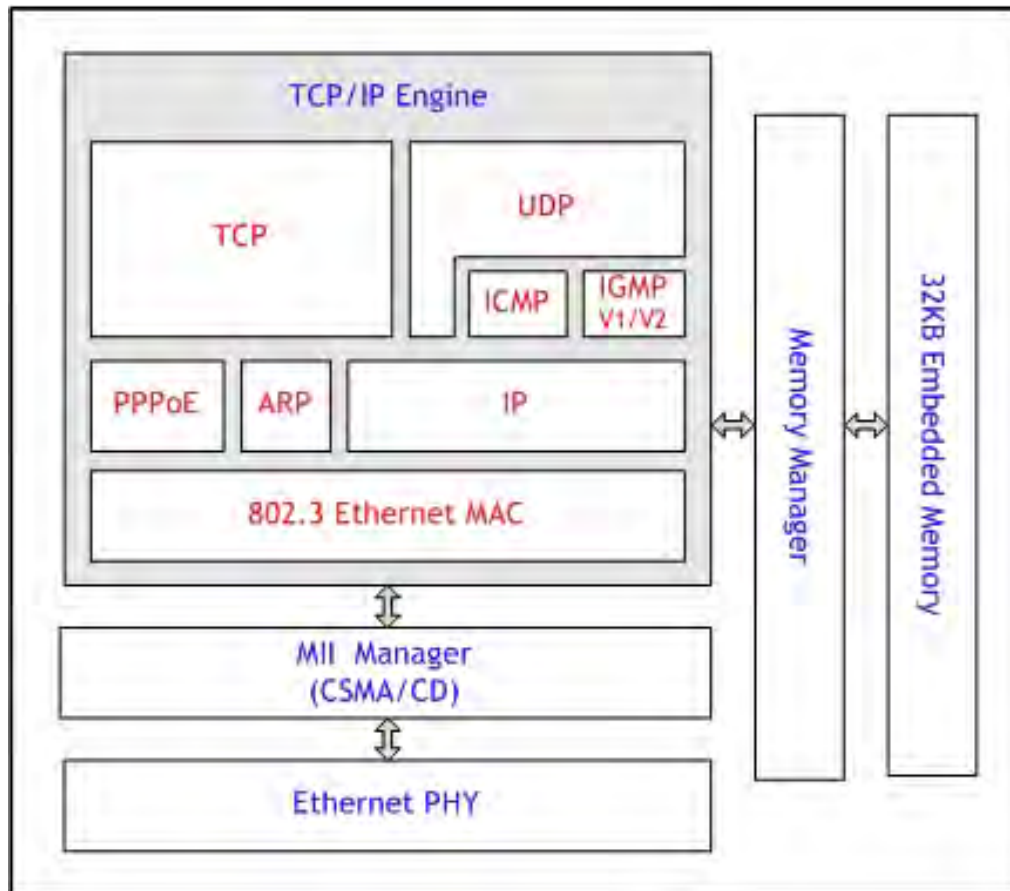 TCP/IP Engine
TCP
UDP
ICMP
IGMP
V1/V2
PPPoE
ARP
IP
802.3 Ethernet MAC
MII Manager
(CSMA/CD)
Ethernet PHY
Memory Manager
32KB Embedded Memory